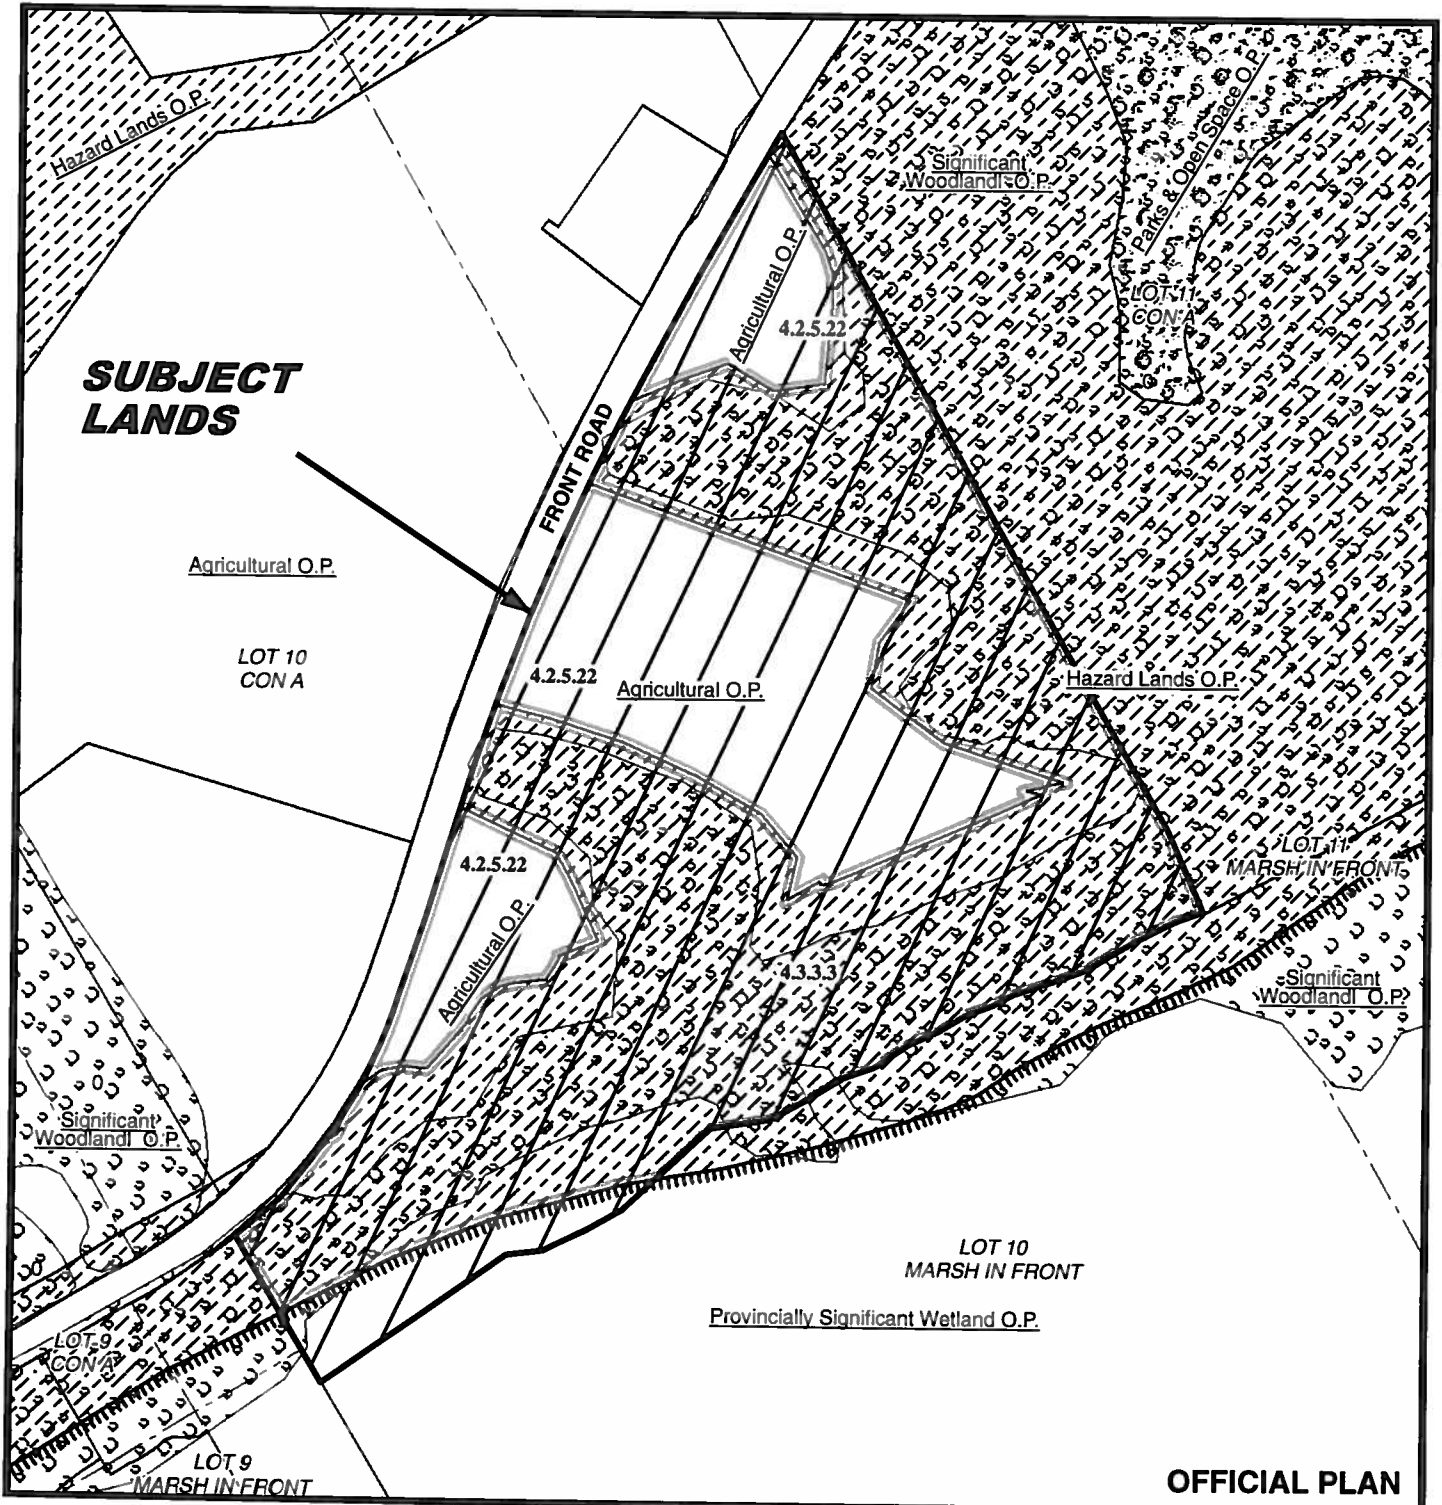 Hazard Lands O.P.
Significant
Woodlands O.P.
Parks & Open Space O.P.
LOT 11
CON A
Agricultural O.P.
4.2.5.22
SUBJECT
LANDS
FRONT ROAD
Agricultural O.P.
LOT 10
CON A
4.2.5.22
Agricultural O.P.
Hazard Lands O.P.
4.2.5.22
Agricultural O.P.
LOT 11
MARSH IN FRONT
4.3.3.3
Significant
Woodlands O.P.
Significant
Woodlands O.P.
LOT 10
MARSH IN FRONT
Provincially Significant Wetland O.P.
LOT 9
CON A
LOT 9
MARSH IN FRONT
OFFICIAL PLAN